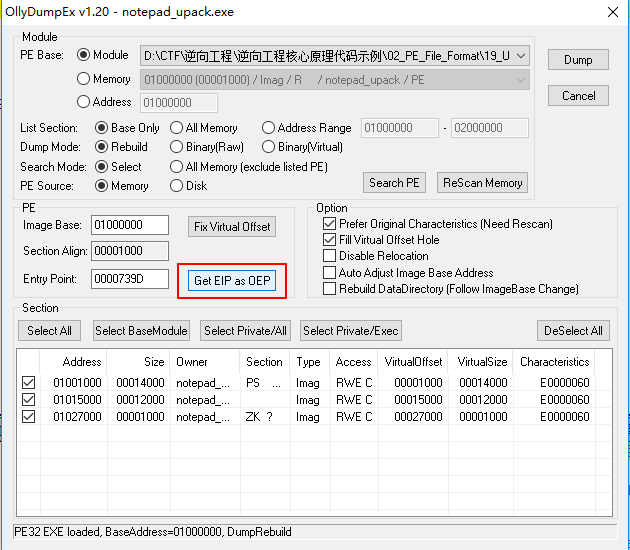 OllyDumpEx v1.20 - notepad_upack.exe
Module
PE Base: Module D:\CTF\逆向工程\逆向工程核心原理代码示例\02_PE_File_Format\19_U
Memory 01000000 (00001000) / Imag / R / notepad_upack / PE
Address 01000000
Dump
Cancel
List Section: Base Only All Memory Address Range 01000000 - 02000000
Dump Mode: Rebuild Binary(Raw) Binary(Virtual)
Search Mode: Select All Memory (exclude listed PE)
PE Source: Memory Disk Search PE ReScan Memory
PE
Image Base: 01000000 Fix Virtual Offset
Section Align: 00001000
Entry Point: 0000739D Get EIP as OEP
Option
Prefer Original Characteristics (Need Rescan)
Fill Virtual Offset Hole
Disable Relocation
Auto Adjust Image Base Address
Rebuild DataDirectory (Follow ImageBase Change)
Section
Select All Select BaseModule Select Private/All Select Private/Exec DeSelect All
Address Size Owner Section Type Access VirtualOffset VirtualSize Characteristics
01001000 00014000 notepad_... PS ... Imag RWE C 00001000 00014000 E0000060
01015000 00012000 notepad_... Imag RWE C 00015000 00012000 E0000060
01027000 00001000 notepad_... ZK ? Imag RWE C 00027000 00001000 E0000060
PE32 EXE loaded, BaseAddress=01000000, DumpRebuild